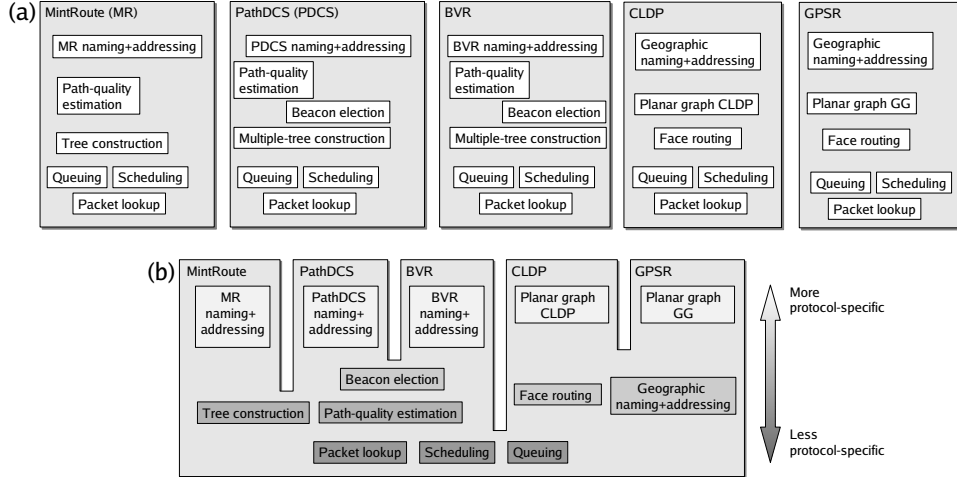 (a)
MintRoute (MR)
MR naming+addressing
Path-quality
estimation
Tree construction
Queuing
Scheduling
Packet lookup
PathDCS (PDCS)
PDCS naming+addressing
Path-quality
estimation
Beacon election
Multiple-tree construction
Queuing
Scheduling
Packet lookup
BVR
BVR naming+addressing
Path-quality
estimation
Beacon election
Multiple-tree construction
Queuing
Scheduling
Packet lookup
CLDP
Geographic
naming+addressing
Planar graph CLDP
Face routing
Queuing
Scheduling
Packet lookup
GPSR
Geographic
naming+addressing
Planar graph GG
Face routing
Queuing
Scheduling
Packet lookup
(b)
MintRoute
PathDCS
BVR
CLDP
GPSR
MR
naming+
addressing
PathDCS
naming+
addressing
BVR
naming+
addressing
Planar graph
CLDP
Planar graph
GG
Beacon election
Face routing
Geographic
naming+addressing
Tree construction
Path-quality estimation
Packet lookup
Scheduling
Queuing
More
protocol-specific
Less
protocol-specific